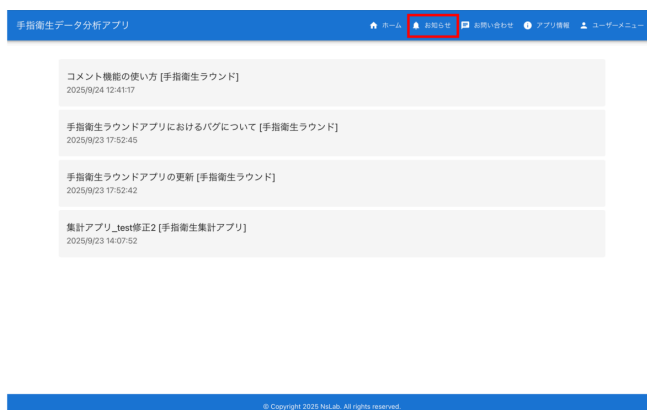 手指衛生データ分析アプリ
ホーム お知らせ お問い合わせ アプリ情報 ユーザーメニュー
コメント機能の使い方 [手指衛生ラウンド]
2025/9/24 12:41:17
手指衛生ラウンドアプリにおけるバグについて [手指衛生ラウンド]
2025/9/23 17:52:45
手指衛生ラウンドアプリの更新 [手指衛生ラウンド]
2025/9/23 17:52:42
集計アプリ_test修正2 [手指衛生集計アプリ]
2025/9/23 14:07:52
© Copyright 2025 NsLab. All rights reserved.